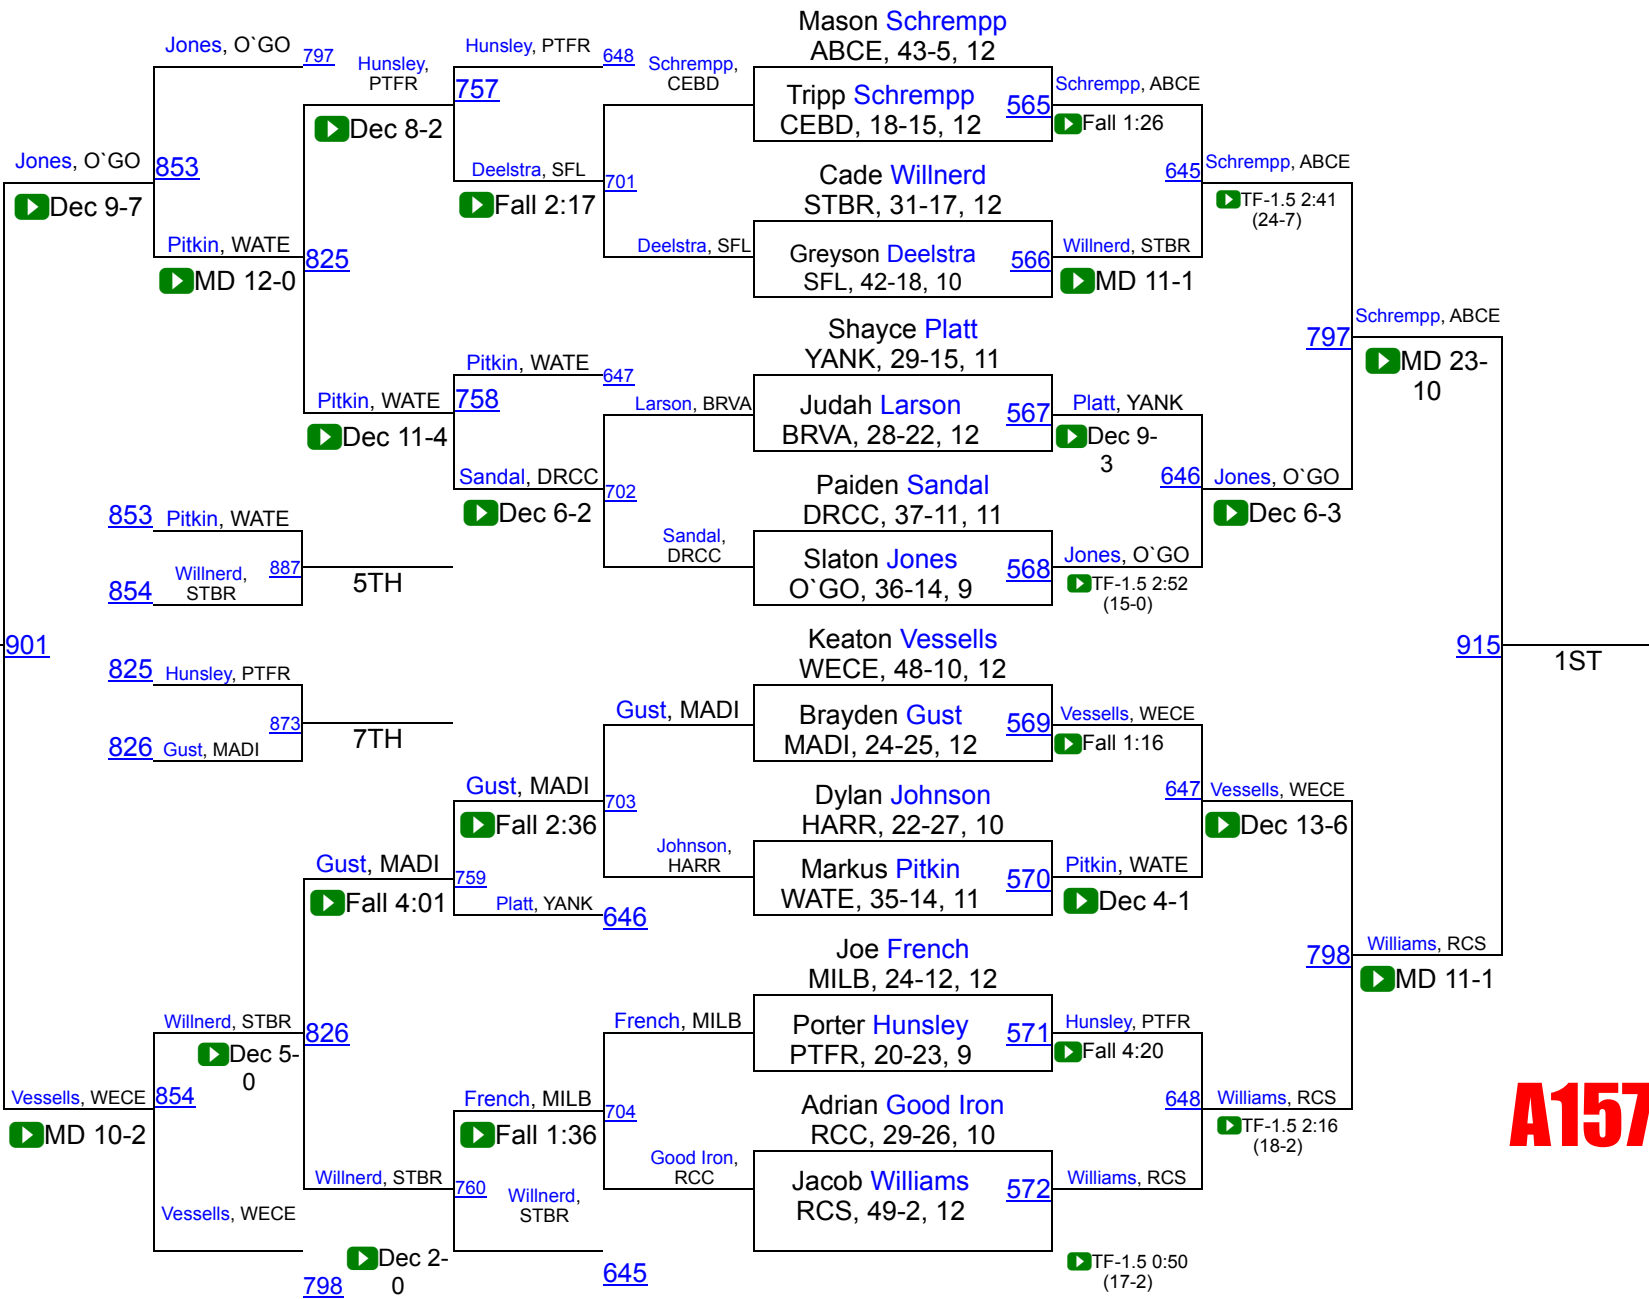 Mason Schrempp
ABCE, 43-5, 12
Tripp Schrempp
CEBD, 18-15, 12
565
Cade Willnerd
STBR, 31-17, 12
Greyson Deelstra
SFL, 42-18, 10
566
Shayce Platt
YANK, 29-15, 11
Judah Larson
BRVA, 28-22, 12
567
Paiden Sandal
DRCC, 37-11, 11
Slaton Jones
O`GO, 36-14, 9
568
Keaton Vessells
WECE, 48-10, 12
Brayden Gust
MADI, 24-25, 12
569
Dylan Johnson
HARR, 22-27, 10
Markus Pitkin
WATE, 35-14, 11
570
Joe French
MILB, 24-12, 12
Porter Hunsley
PTFR, 20-23, 9
571
Adrian Good Iron
RCC, 29-26, 10
Jacob Williams
RCS, 49-2, 12
572
Schrempp, ABCE
Fall 1:26
645
Willnerd, STBR
MD 11-1
Platt, YANK
Dec 9-
3
646
Jones, O`GO
TF-1.5 2:52
(15-0)
Vessells, WECE
Fall 1:16
647
Pitkin, WATE
Dec 4-1
Hunsley, PTFR
Fall 4:20
648
Williams, RCS
TF-1.5 0:50
(17-2)
Schrempp, ABCE
TF-1.5 2:41
(24-7)
797
Jones, O`GO
Dec 6-3
Vessells, WECE
Dec 13-6
798
Williams, RCS
TF-1.5 2:16
(18-2)
Schrempp, ABCE
MD 23-
10
915
Williams, RCS
MD 11-1
1ST
A157
Schrempp,
CEBD
701
Deelstra, SFL
Larson, BRVA
702
Sandal,
DRCC
Gust, MADI
703
Johnson,
HARR
French, MILB
704
Good Iron,
RCC
Hunsley, PTFR
648
757
Deelstra, SFL
Fall 2:17
Pitkin, WATE
647
758
Sandal, DRCC
Dec 6-2
Gust, MADI
Fall 2:36
759
Platt, YANK
646
French, MILB
Fall 1:36
760
Willnerd,
STBR
645
Hunsley,
PTFR
Dec 8-2
825
Pitkin, WATE
Dec 11-4
Gust, MADI
Fall 4:01
826
Willnerd, STBR
Dec 2-
0
Jones, O`GO
797
853
Pitkin, WATE
MD 12-0
Willnerd, STBR
Dec 5-
0
854
Vessells, WECE
798
Jones, O`GO
Dec 9-7
901
Vessells, WECE
MD 10-2
853
Pitkin, WATE
887
854
Willnerd,
STBR
5TH
825
Hunsley, PTFR
873
826
Gust, MADI
7TH